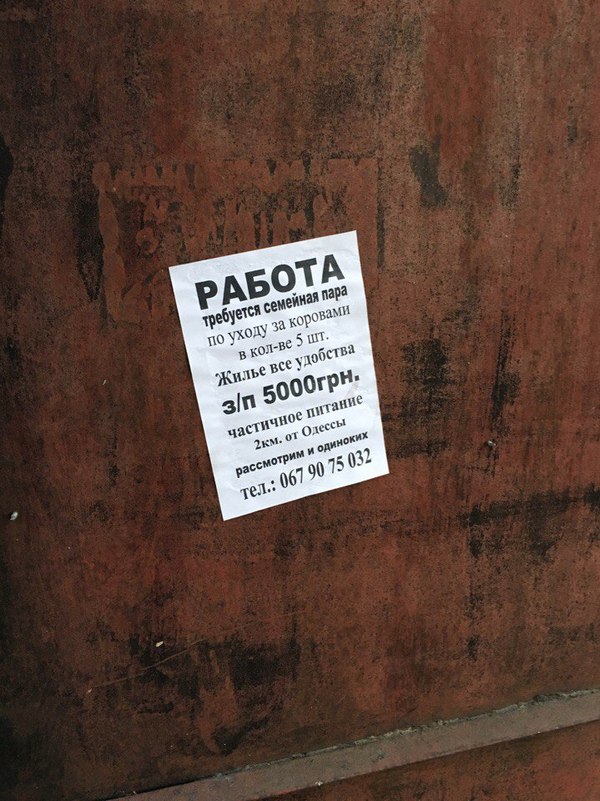 РАБОТА
требуется семейная пара
по уходу за коровами
в кол-ве 5 шт.
Жилье все удобства
з/п 5000грн.
частичное питание
2км. от Одессы
рассмотрим и одиноких
тел.: 067 90 75 032